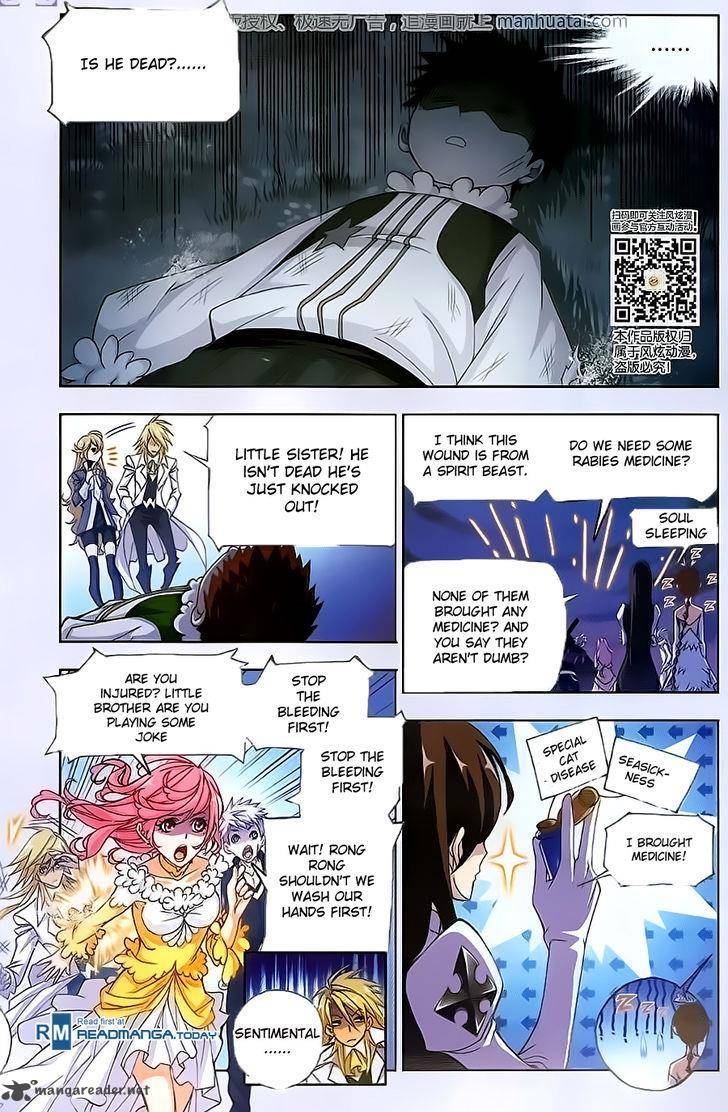 版授权、极速无广告，追漫画就上 manhuatai.com
IS HE DEAD?......
......
扫码即可关注风炫漫
画参与官方互动活动.
本作品版权归
属于风炫动漫,
盗版必究!
LITTLE SISTER! HE
ISN'T DEAD HE'S
JUST KNOCKED
OUT!
I THINK THIS
WOUND IS FROM
A SPIRIT BEAST.
DO WE NEED SOME
RABIES MEDICINE?
SOUL
SLEEPING
NONE OF THEM
BROUGHT ANY
MEDICINE? AND
YOU SAY THEY
AREN'T DUMB?
Z
Z
Z
Z
Z
ARE YOU
INJURED? LITTLE
BROTHER ARE YOU
PLAYING SOME
JOKE
STOP
THE
BLEEDING
FIRST!
STOP THE
BLEEDING
FIRST!
WAIT! RONG
RONG
SHOULDN'T WE
WASH OUR
HANDS FIRST!
SENTIMENTAL
......
SPECIAL
CAT
DISEASE
SEASICK-
NESS
I BROUGHT
MEDICINE!
Z
Z
Z
RM Read first at
READMANGA.TODAY
mangareader.net